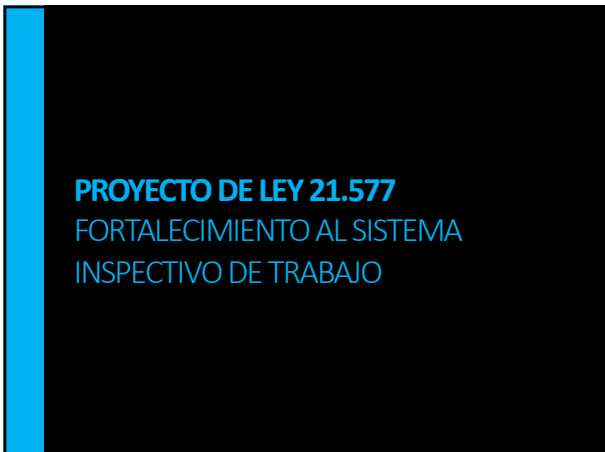 PROYECTO DE LEY 21.577
FORTALECIMIENTO AL SISTEMA
INSPECTIVO DE TRABAJO